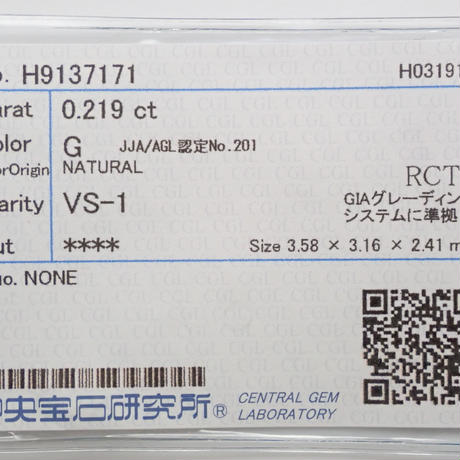 o. H9137171 H03191
arat 0.219 ct
olor G JJA/AGL認定No.201
orOrigin NATURAL
RCT
arity VS-1 GIAグレーディン
システムに準拠
ut **** Size 3.58 × 3.16 × 2.41 m
uo. NONE
中央宝石研究所® CENTRAL GEM
LABORATORY